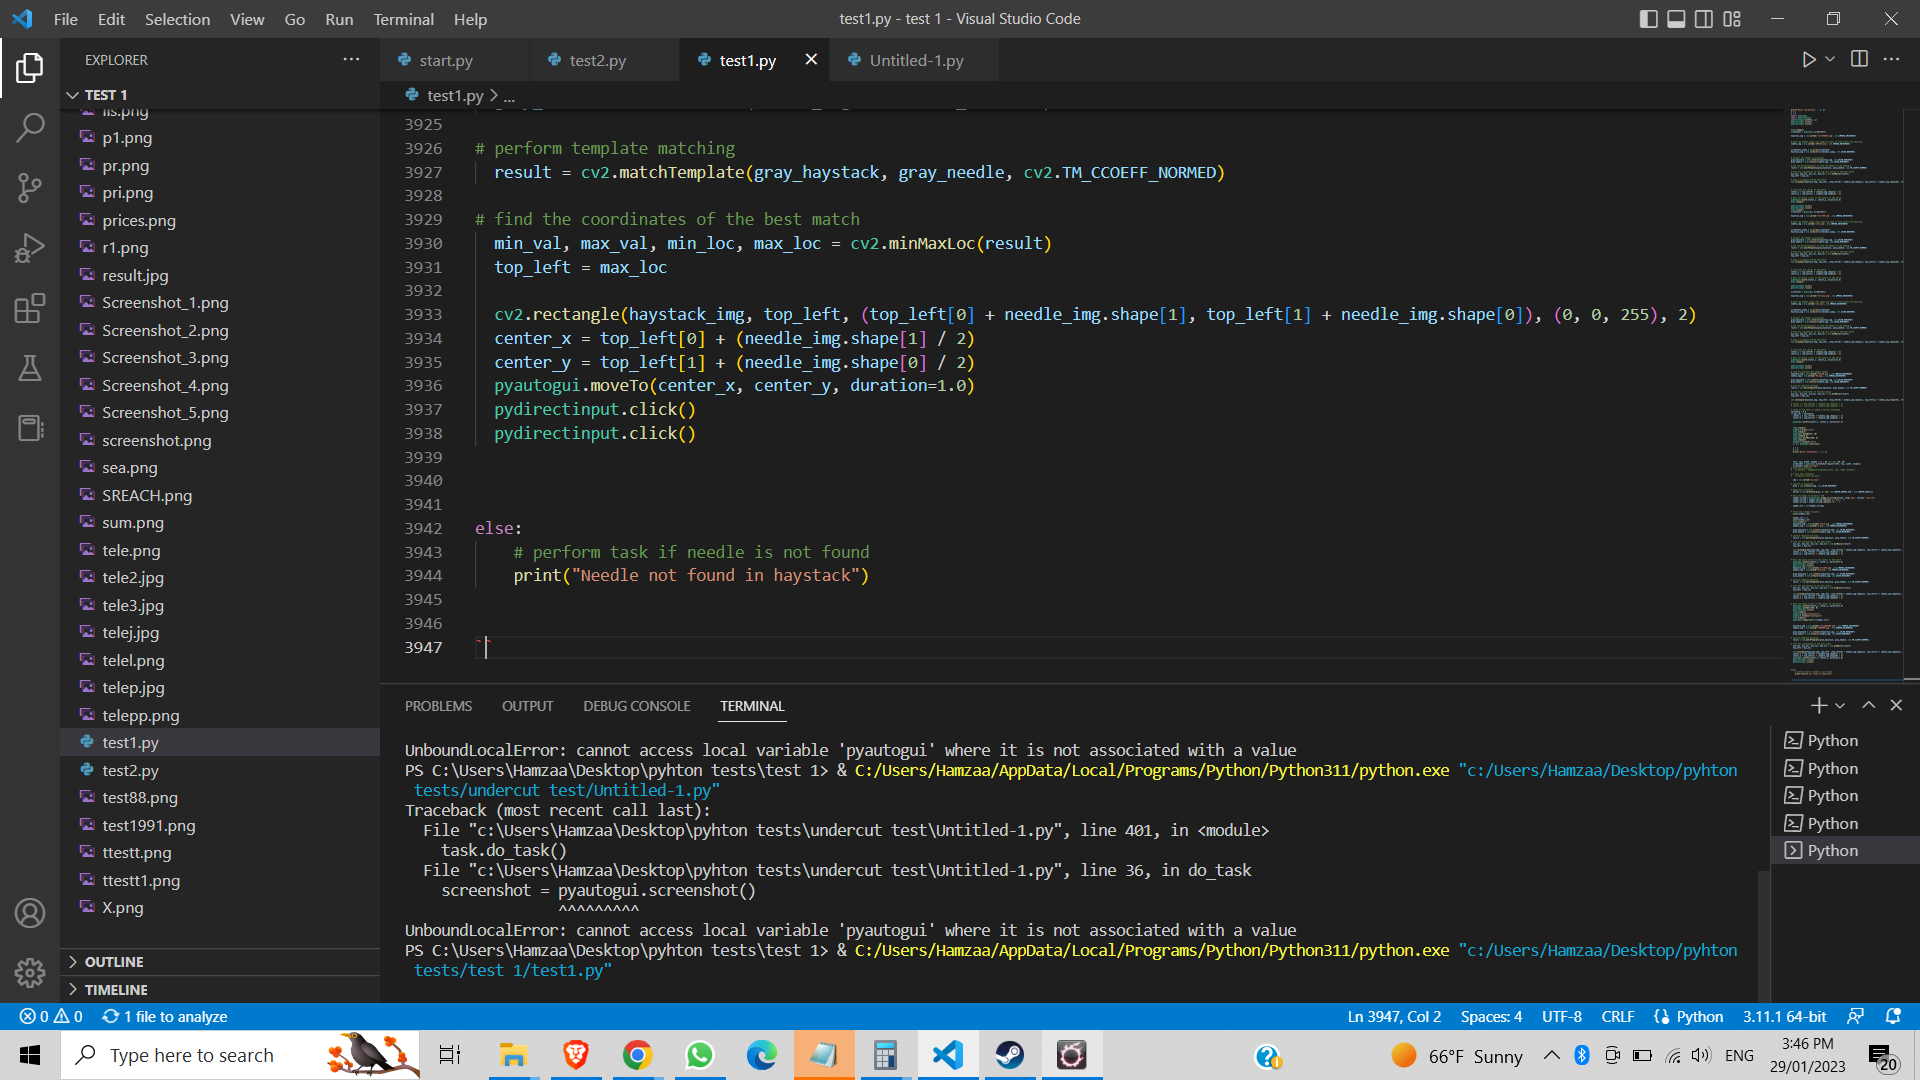 File Edit Selection View Go Run Terminal Help
test1.py - test 1 - Visual Studio Code
EXPLORER
TEST 1
lis.png
p1.png
pr.png
pri.png
prices.png
r1.png
result.jpg
Screenshot_1.png
Screenshot_2.png
Screenshot_3.png
Screenshot_4.png
Screenshot_5.png
screenshot.png
sea.png
SREACH.png
sum.png
tele.png
tele2.jpg
tele3.jpg
telej.jpg
telel.png
telep.jpg
telepp.png
test1.py
test2.py
test88.png
test1991.png
ttestt.png
ttestt1.png
X.png
OUTLINE
TIMELINE
start.py test2.py test1.py Untitled-1.py
test1.py > ...
3925
3926 # perform template matching
3927 result = cv2.matchTemplate(gray_haystack, gray_needle, cv2.TM_CCOEFF_NORMED)
3928
3929 # find the coordinates of the best match
3930 min_val, max_val, min_loc, max_loc = cv2.minMaxLoc(result)
3931 top_left = max_loc
3932
3933 cv2.rectangle(haystack_img, top_left, (top_left[0] + needle_img.shape[1], top_left[1] + needle_img.shape[0]), (0, 0, 255), 2)
3934 center_x = top_left[0] + (needle_img.shape[1] / 2)
3935 center_y = top_left[1] + (needle_img.shape[0] / 2)
3936 pyautogui.moveTo(center_x, center_y, duration=1.0)
3937 pydirectinput.click()
3938 pydirectinput.click()
3939
3940
3941
3942 else:
3943 # perform task if needle is not found
3944 print("Needle not found in haystack")
3945
3946
3947 ``
PROBLEMS OUTPUT DEBUG CONSOLE TERMINAL
UnboundLocalError: cannot access local variable 'pyautogui' where it is not associated with a value
PS C:\Users\Hamzaa\Desktop\pyhton tests\test 1> & C:/Users/Hamzaa/AppData/Local/Programs/Python/Python311/python.exe "c:/Users/Hamzaa/Desktop/pyhton
tests/undercut test/Untitled-1.py"
Traceback (most recent call last):
File "c:\Users\Hamzaa\Desktop\pyhton tests\undercut test\Untitled-1.py", line 401, in <module>
task.do_task()
File "c:\Users\Hamzaa\Desktop\pyhton tests\undercut test\Untitled-1.py", line 36, in do_task
screenshot = pyautogui.screenshot()
^^^^^^^^^
UnboundLocalError: cannot access local variable 'pyautogui' where it is not associated with a value
PS C:\Users\Hamzaa\Desktop\pyhton tests\test 1> & C:/Users/Hamzaa/AppData/Local/Programs/Python/Python311/python.exe "c:/Users/Hamzaa/Desktop/pyhton
tests/test 1/test1.py"
Python
Python
Python
Python
Python
0 0 1 file to analyze
Ln 3947, Col 2 Spaces: 4 UTF-8 CRLF Python 3.11.1 64-bit
Type here to search
66°F Sunny
ENG
3:46 PM
29/01/2023
20